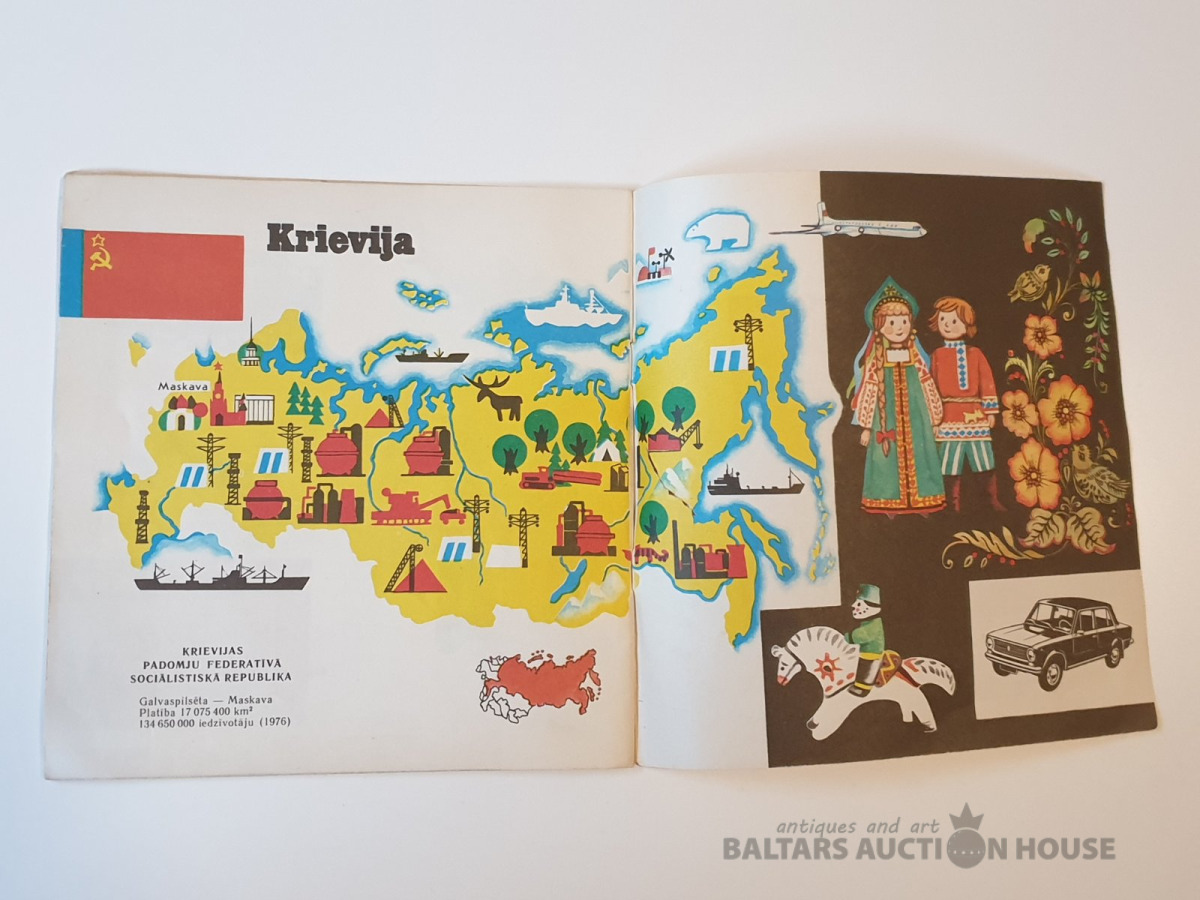 Krievija
Maskava
KRIEVIJAS
PADOMJU FEDERATĪVĀ
SOCIĀLISTISKĀ REPUBLIKA
Galvaspilsēta — Maskava
Platība 17 075 400 km²
134 650 000 iedzīvotāju (1976)
antiques and art
BALTARS AUCTION HOUSE